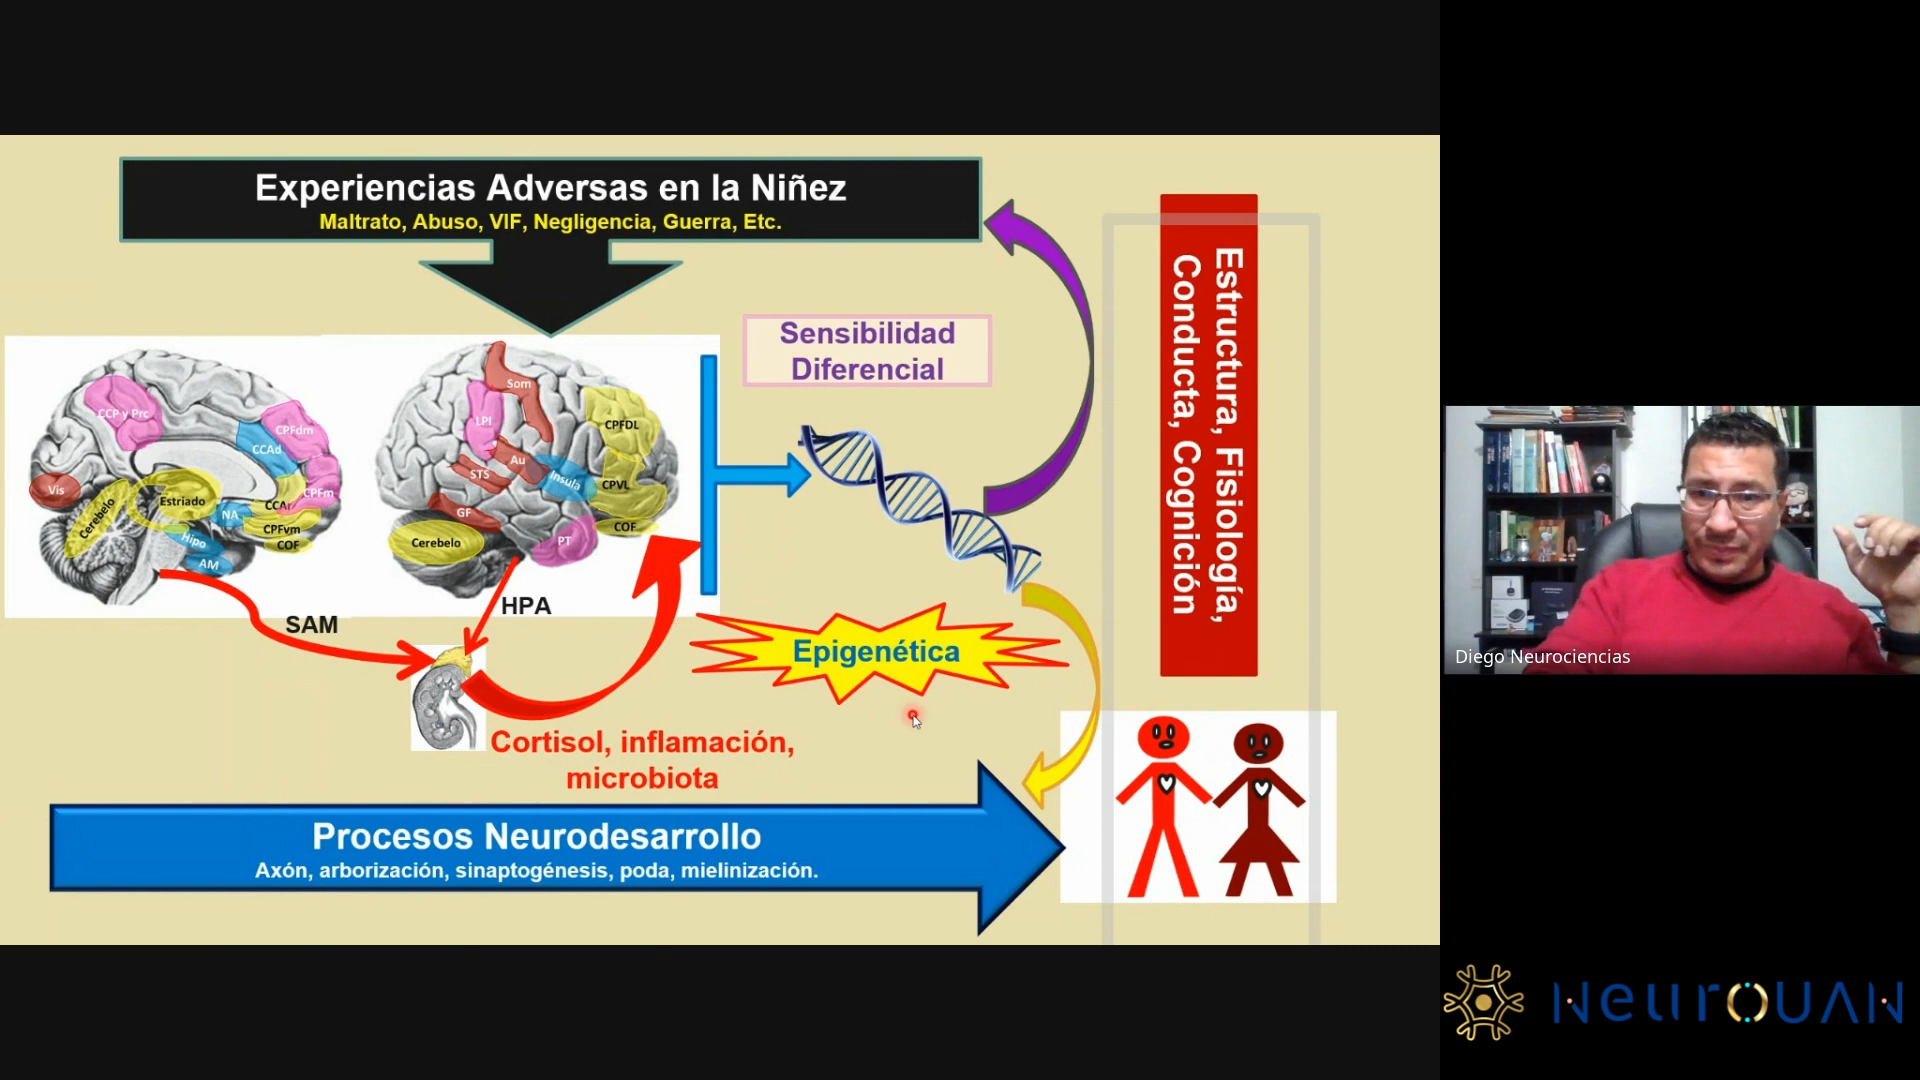 Experiencias Adversas en la Niñez
Maltrato, Abuso, VIF, Negligencia, Guerra, Etc.
Sensibilidad
Diferencial
Estructura, Fisiología,
Conducta, Cognición
CCP y Prc
CPFdm
CCAd
Vis
Cerebelo
Estriado
NA
CPFm
CPFvm
COF
Hipo
AM
Som
LPI
CPFDL
Au
STS
Insula
CPVL
GF
COF
Cerebelo
PT
SAM
HPA
Epigenética
Cortisol, inflamación,
microbiota
Procesos Neurodesarrollo
Axón, arborización, sinaptogénesis, poda, mielinización.
Diego Neurociencias
NeurOUAN